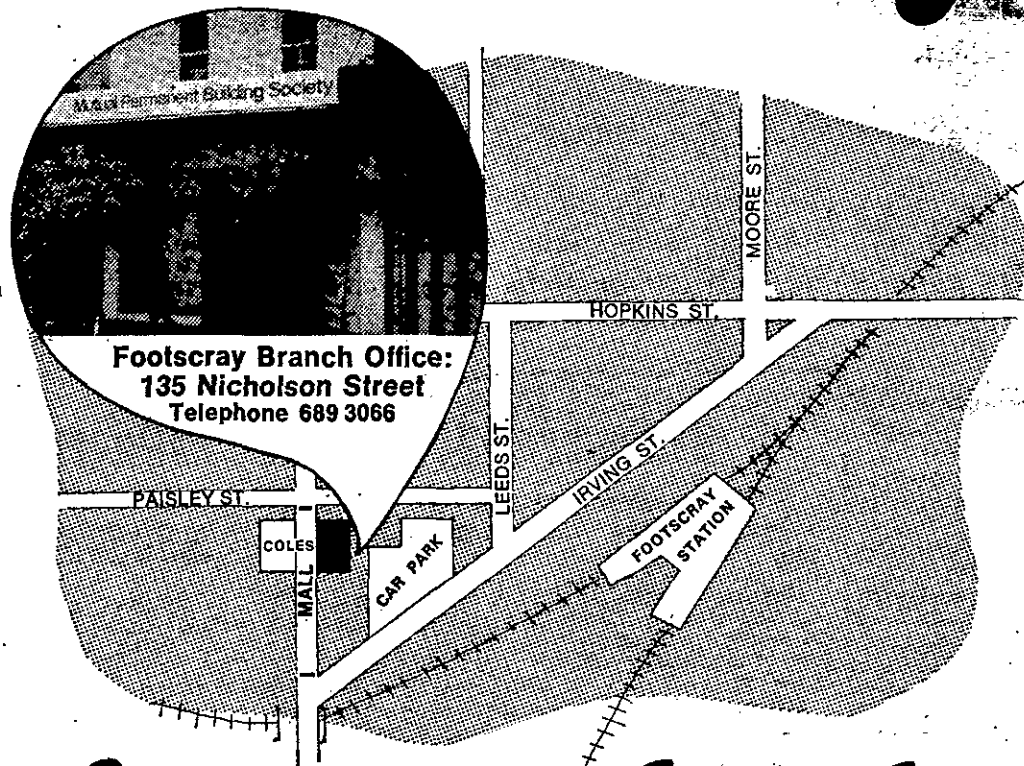 Mutual Permanent Building Society
Footscray Branch Office:
135 Nicholson Street
Telephone 689 3066
MOORE ST.
HOPKINS ST.
LEEDS ST.
IRVING ST.
PAISLEY ST.
FOOTSCRAY
STATION
COLES
MALL
CAR PARK